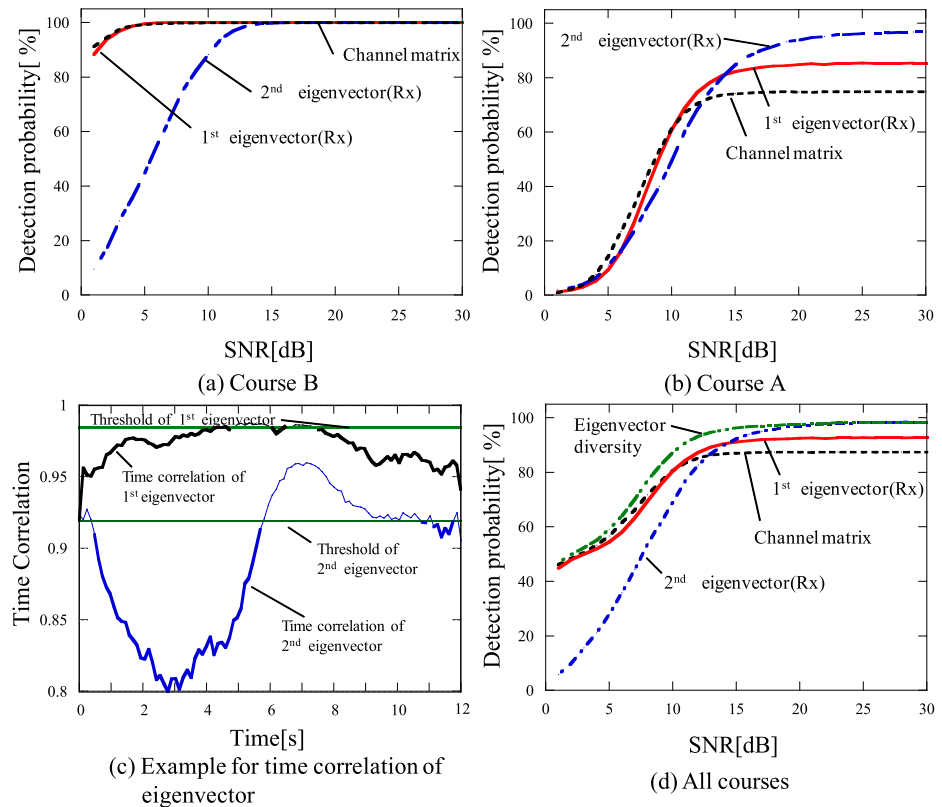 Detection probability[ %]
100
80
60
40
20
0
Channel matrix
2nd eigenvector(Rx)
1st eigenvector(Rx)
0 5 10 15 20 25 30
SNR[dB]
(a) Course B
Detection probability[ %]
100
80
60
40
20
0
2nd eigenvector(Rx)
1st eigenvector(Rx)
Channel matrix
0 5 10 15 20 25 30
SNR[dB]
(b) Course A
Time Correlation
1
0.95
0.9
0.85
0.8
Threshold of 1st eigenvector
Time correlation of
1st eigenvector
Threshold of
2nd eigenvector
Time correlation of
2nd eigenvector
0 2 4 6 8 10 12
Time[s]
(c) Example for time correlation of
eigenvector
Detection probability[ %]
100
80
60
40
20
0
Eigenvector
diversity
1st eigenvector(Rx)
Channel matrix
2nd eigenvector(Rx)
0 5 10 15 20 25 30
SNR[dB]
(d) All courses